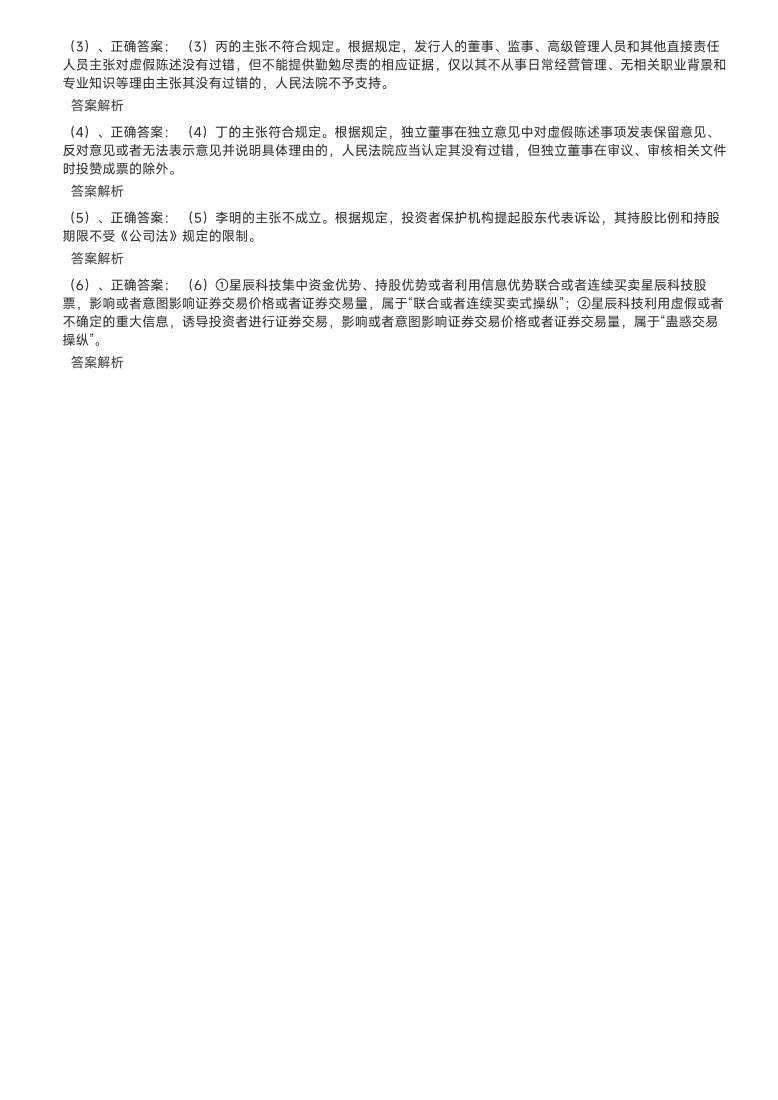 （3）、正确答案：　（3）丙的主张不符合规定。根据规定，发行人的董事、监事、高级管理人员和其他直接责任
人员主张对虚假陈述没有过错，但不能提供勤勉尽责的相应证据，仅以其不从事日常经营管理、无相关职业背景和
专业知识等理由主张其没有过错的，人民法院不予支持。
答案解析
（4）、正确答案：　（4）丁的主张符合规定。根据规定，独立董事在独立意见中对虚假陈述事项发表保留意见、
反对意见或者无法表示意见并说明具体理由的，人民法院应当认定其没有过错，但独立董事在审议、审核相关文件
时投赞成票的除外。
答案解析
（5）、正确答案：　（5）李明的主张不成立。根据规定，投资者保护机构提起股东代表诉讼，其持股比例和持股
期限不受《公司法》规定的限制。
答案解析
（6）、正确答案：　（6）①星辰科技集中资金优势、持股优势或者利用信息优势联合或者连续买卖星辰科技股
票，影响或者意图影响证券交易价格或者证券交易量，属于“联合或者连续买卖式操纵”；②星辰科技利用虚假或者
不确定的重大信息，诱导投资者进行证券交易，影响或者意图影响证券交易价格或者证券交易量，属于“蛊惑交易
操纵”。
答案解析